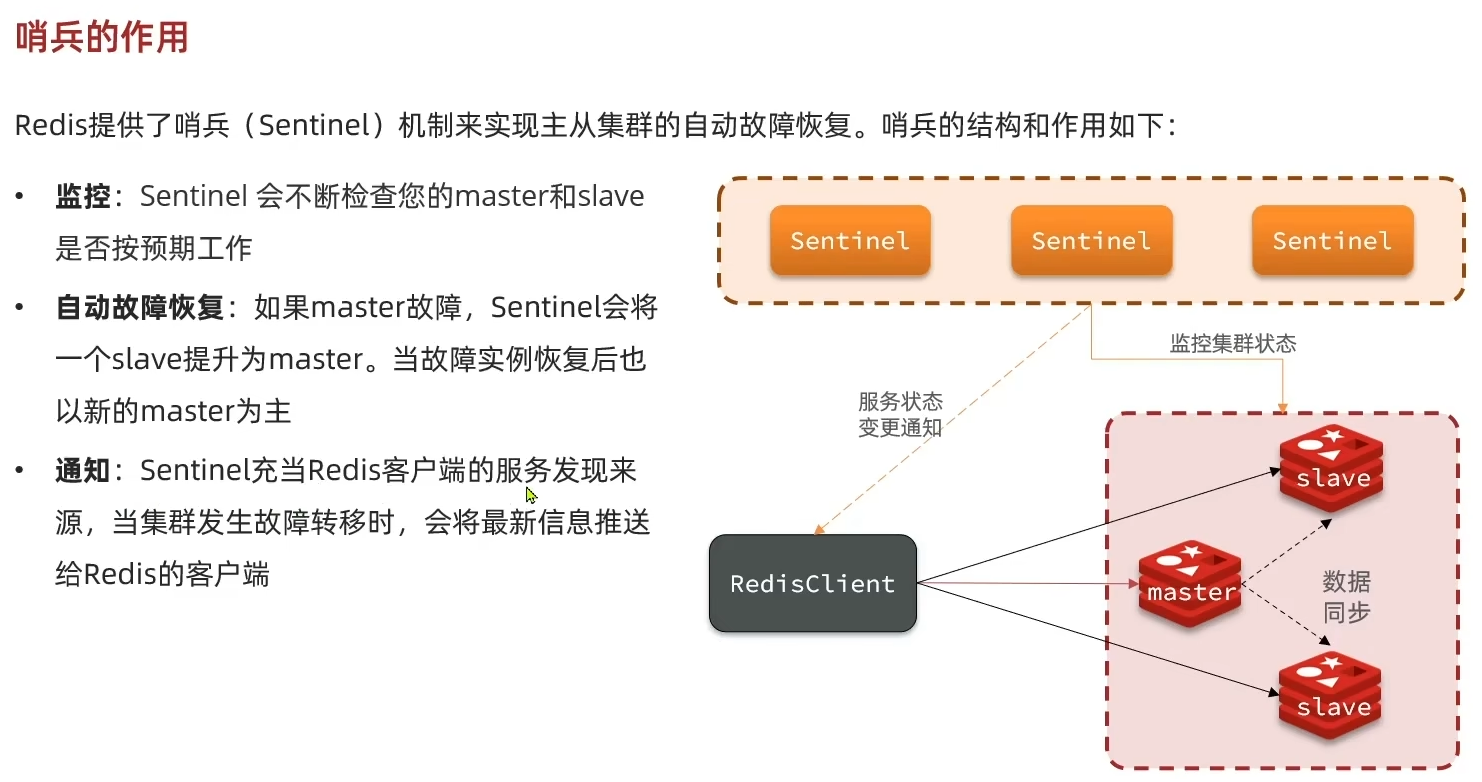 哨兵的作用
Redis提供了哨兵（Sentinel）机制来实现主从集群的自动故障恢复。哨兵的结构和作用如下：
• 监控：Sentinel 会不断检查您的master和slave
是否按预期工作
• 自动故障恢复：如果master故障，Sentinel会将
一个slave提升为master。当故障实例恢复后也
以新的master为主
• 通知：Sentinel充当Redis客户端的服务发现来
源，当集群发生故障转移时，会将最新信息推送
给Redis的客户端
Sentinel
Sentinel
Sentinel
监控集群状态
服务状态
变更通知
RedisClient
slave
master
数据
同步
slave